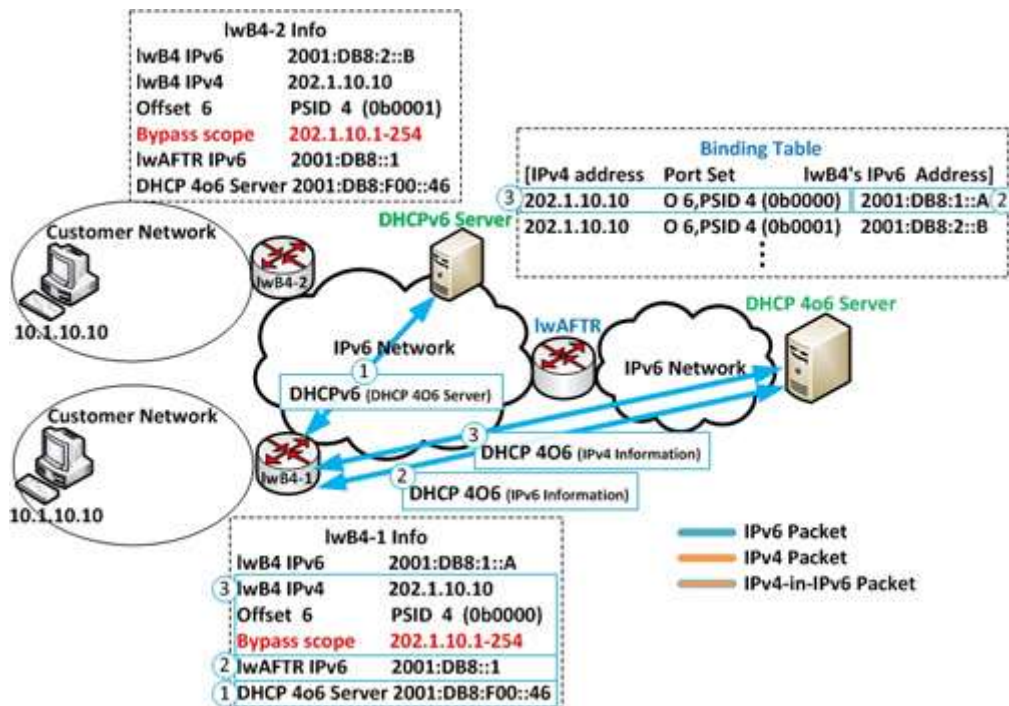 lwB4-2 Info
lwB4 IPv6 2001:DB8:2::B
lwB4 IPv4 202.1.10.10
Offset 6 PSID 4 (0b0001)
Bypass scope 202.1.10.1-254
lwAFTR IPv6 2001:DB8::1
DHCP 4o6 Server 2001:DB8:F00::46
Binding Table
[IPv4 address Port Set lwB4's IPv6 Address]
3 202.1.10.10 O 6,PSID 4 (0b0000) 2001:DB8:1::A 2
202.1.10.10 O 6,PSID 4 (0b0001) 2001:DB8:2::B
Customer Network
10.1.10.10
lwB4-2
DHCPv6 Server
IPv6 Network
lwAFTR
IPv6 Network
DHCP 4o6 Server
1
DHCPv6 (DHCP 4O6 Server)
Customer Network
10.1.10.10
lwB4-1
3
DHCP 4O6 (IPv4 Information)
2
DHCP 4O6 (IPv6 Information)
lwB4-1 Info
lwB4 IPv6 2001:DB8:1::A
3 lwB4 IPv4 202.1.10.10
Offset 6 PSID 4 (0b0000)
Bypass scope 202.1.10.1-254
2 lwAFTR IPv6 2001:DB8::1
1 DHCP 4o6 Server 2001:DB8:F00::46
IPv6 Packet
IPv4 Packet
IPv4-in-IPv6 Packet